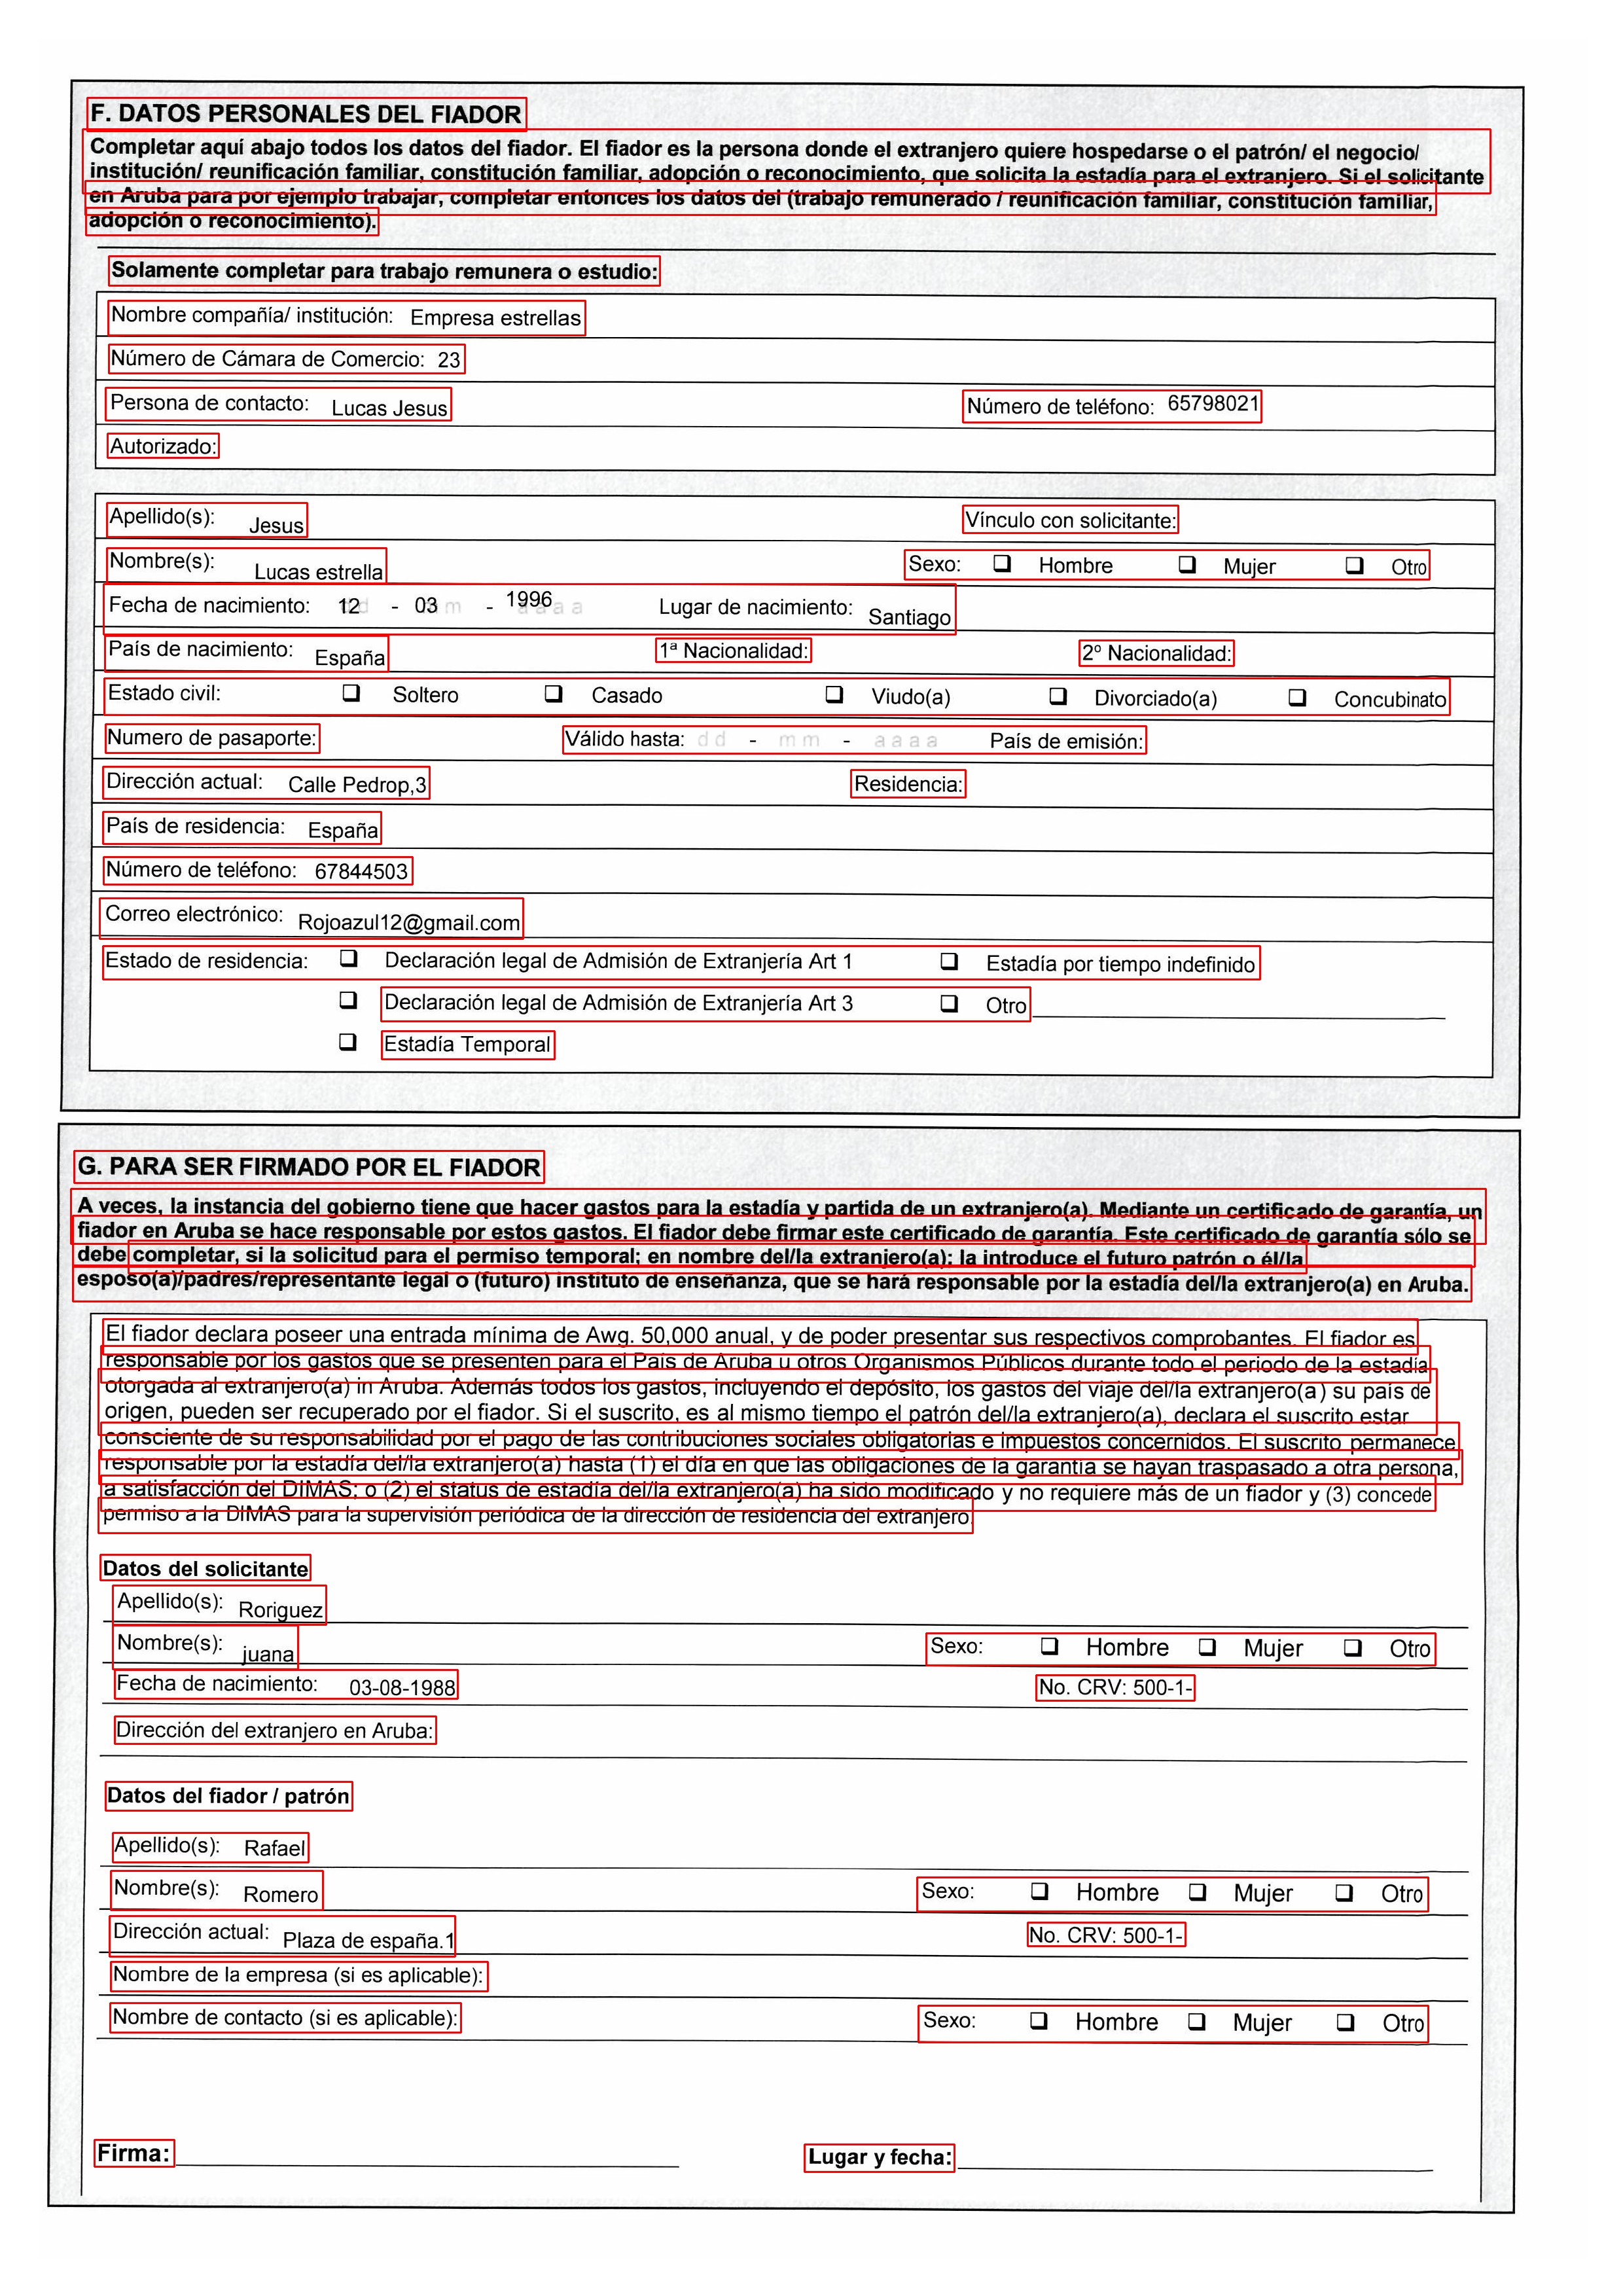 F. DATOS PERSONALES DEL FIADOR
Completar aquí abajo todos los datos del fiador. El fiador es la persona donde el extranjero quiere hospedarse o el patrón/ el negocio/
institución/ reunificación familiar, constitución familiar, adopción o reconocimiento, que solicita la estadía para el extranjero. Si el solicitante
en Aruba para por ejemplo trabajar, completar entonces los datos del (trabajo remunerado / reunificación familiar, constitución familiar,
adopción o reconocimiento).
Solamente completar para trabajo remunera o estudio:
Nombre compañía/ institución: Empresa estrellas
Número de Cámara de Comercio: 23
Persona de contacto: Lucas Jesus Número de teléfono: 65798021
Autorizado:
Apellido(s): Jesus Vínculo con solicitante:
Nombre(s): Lucas estrella Sexo: ❑ Hombre ❑ Mujer ❑ Otro
Fecha de nacimiento: 12 - 03 - 1996 Lugar de nacimiento: Santiago
País de nacimiento: España 1ª Nacionalidad: 2º Nacionalidad:
Estado civil: ❑ Soltero ❑ Casado ❑ Viudo(a) ❑ Divorciado(a) ❑ Concubinato
Numero de pasaporte: Válido hasta: dd - mm - aaaa País de emisión:
Dirección actual: Calle Pedrop,3 Residencia:
País de residencia: España
Número de teléfono: 67844503
Correo electrónico: Rojoazul12@gmail.com
Estado de residencia: ❑ Declaración legal de Admisión de Extranjería Art 1 ❑ Estadía por tiempo indefinido
❑ Declaración legal de Admisión de Extranjería Art 3 ❑ Otro
❑ Estadía Temporal
G. PARA SER FIRMADO POR EL FIADOR
A veces, la instancia del gobierno tiene que hacer gastos para la estadía y partida de un extranjero(a). Mediante un certificado de garantía, un
fiador en Aruba se hace responsable por estos gastos. El fiador debe firmar este certificado de garantía. Este certificado de garantía sólo se
debe completar, si la solicitud para el permiso temporal; en nombre del/la extranjero(a): la introduce el futuro patrón o él/la
esposo(a)/padres/representante legal o (futuro) instituto de enseñanza, que se hará responsable por la estadía del/la extranjero(a) en Aruba.
El fiador declara poseer una entrada mínima de Awg. 50,000 anual, y de poder presentar sus respectivos comprobantes. El fiador es
responsable por los gastos que se presenten para el País de Aruba u otros Organismos Públicos durante todo el periodo de la estadía
otorgada al extranjero(a) in Aruba. Además todos los gastos, incluyendo el depósito, los gastos del viaje del/la extranjero(a) su país de
origen, pueden ser recuperado por el fiador. Si el suscrito, es al mismo tiempo el patrón del/la extranjero(a), declara el suscrito estar
consciente de su responsabilidad por el pago de las contribuciones sociales obligatorias e impuestos concernidos. El suscrito permanece
responsable por la estadía del/la extranjero(a) hasta (1) el día en que las obligaciones de la garantía se hayan traspasado a otra persona,
a satisfacción del DIMAS; o (2) el status de estadía del/la extranjero(a) ha sido modificado y no requiere más de un fiador y (3) concede
permiso a la DIMAS para la supervisión periódica de la dirección de residencia del extranjero.
Datos del solicitante
Apellido(s): Roriguez
Nombre(s): juana Sexo: ❑ Hombre ❑ Mujer ❑ Otro
Fecha de nacimiento: 03-08-1988 No. CRV: 500-1-
Dirección del extranjero en Aruba:
Datos del fiador / patrón
Apellido(s): Rafael
Nombre(s): Romero Sexo: ❑ Hombre ❑ Mujer ❑ Otro
Dirección actual: Plaza de españa.1 No. CRV: 500-1-
Nombre de la empresa (si es aplicable):
Nombre de contacto (si es aplicable): Sexo: ❑ Hombre ❑ Mujer ❑ Otro
Firma: Lugar y fecha: